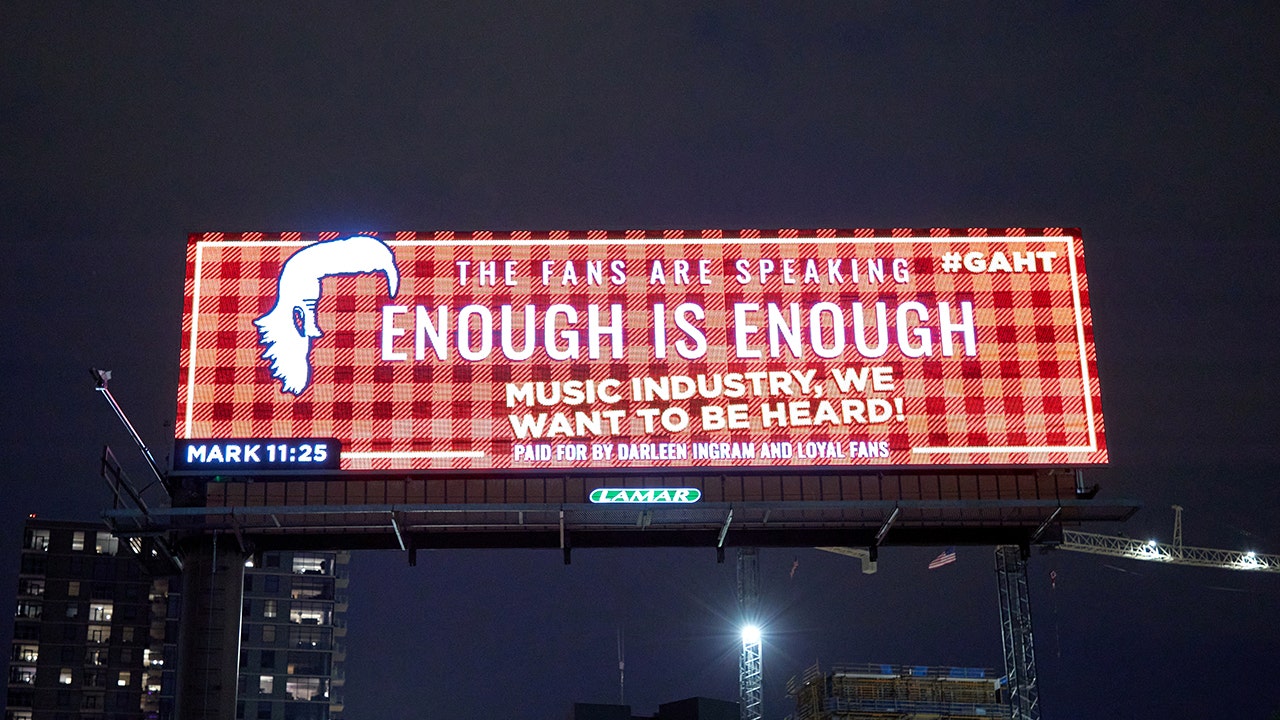 THE FANS ARE SPEAKING
#GAHT
ENOUGH IS ENOUGH
MUSIC INDUSTRY, WE
WANT TO BE HEARD!
PAID FOR BY DARLEEN INGRAM AND LOYAL FANS
MARK 11:25
LAMAR